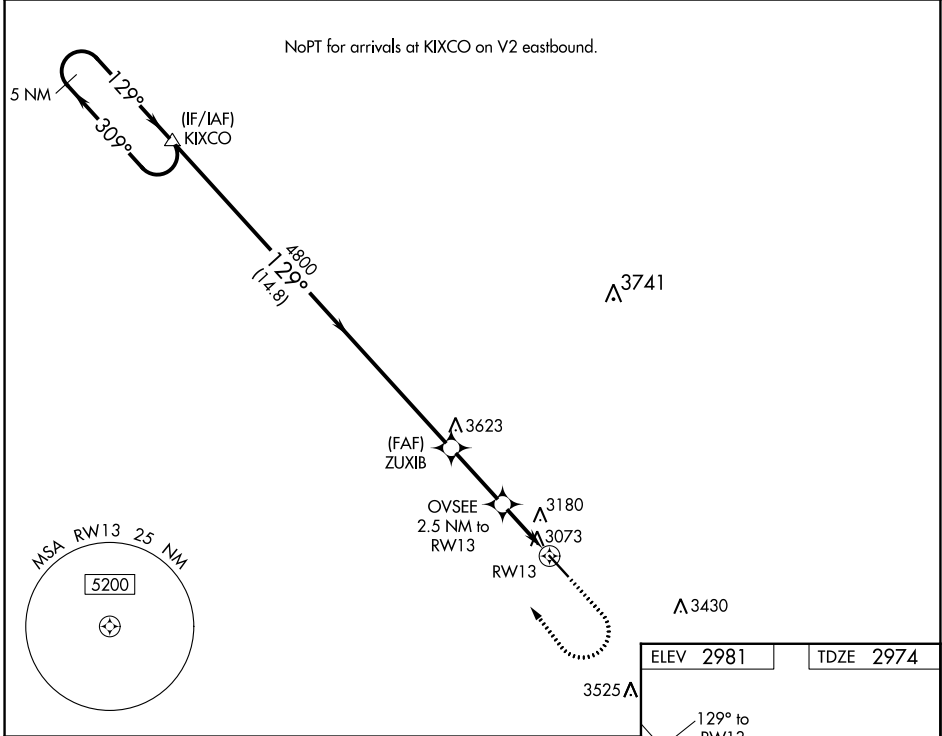 NoPT for arrivals at KIXCO on V2 eastbound.
5 NM
129°
309°
(IF/IAF)
KIXCO
4800
129°
(14.8)
3741
3623
(FAF)
ZUXIB
OVSEE
2.5 NM to
RW13
3180
3073
RW13
MSA RW13 25 NM
5200
3430
3525
ELEV 2981
TDZE 2974
129° to
RW13